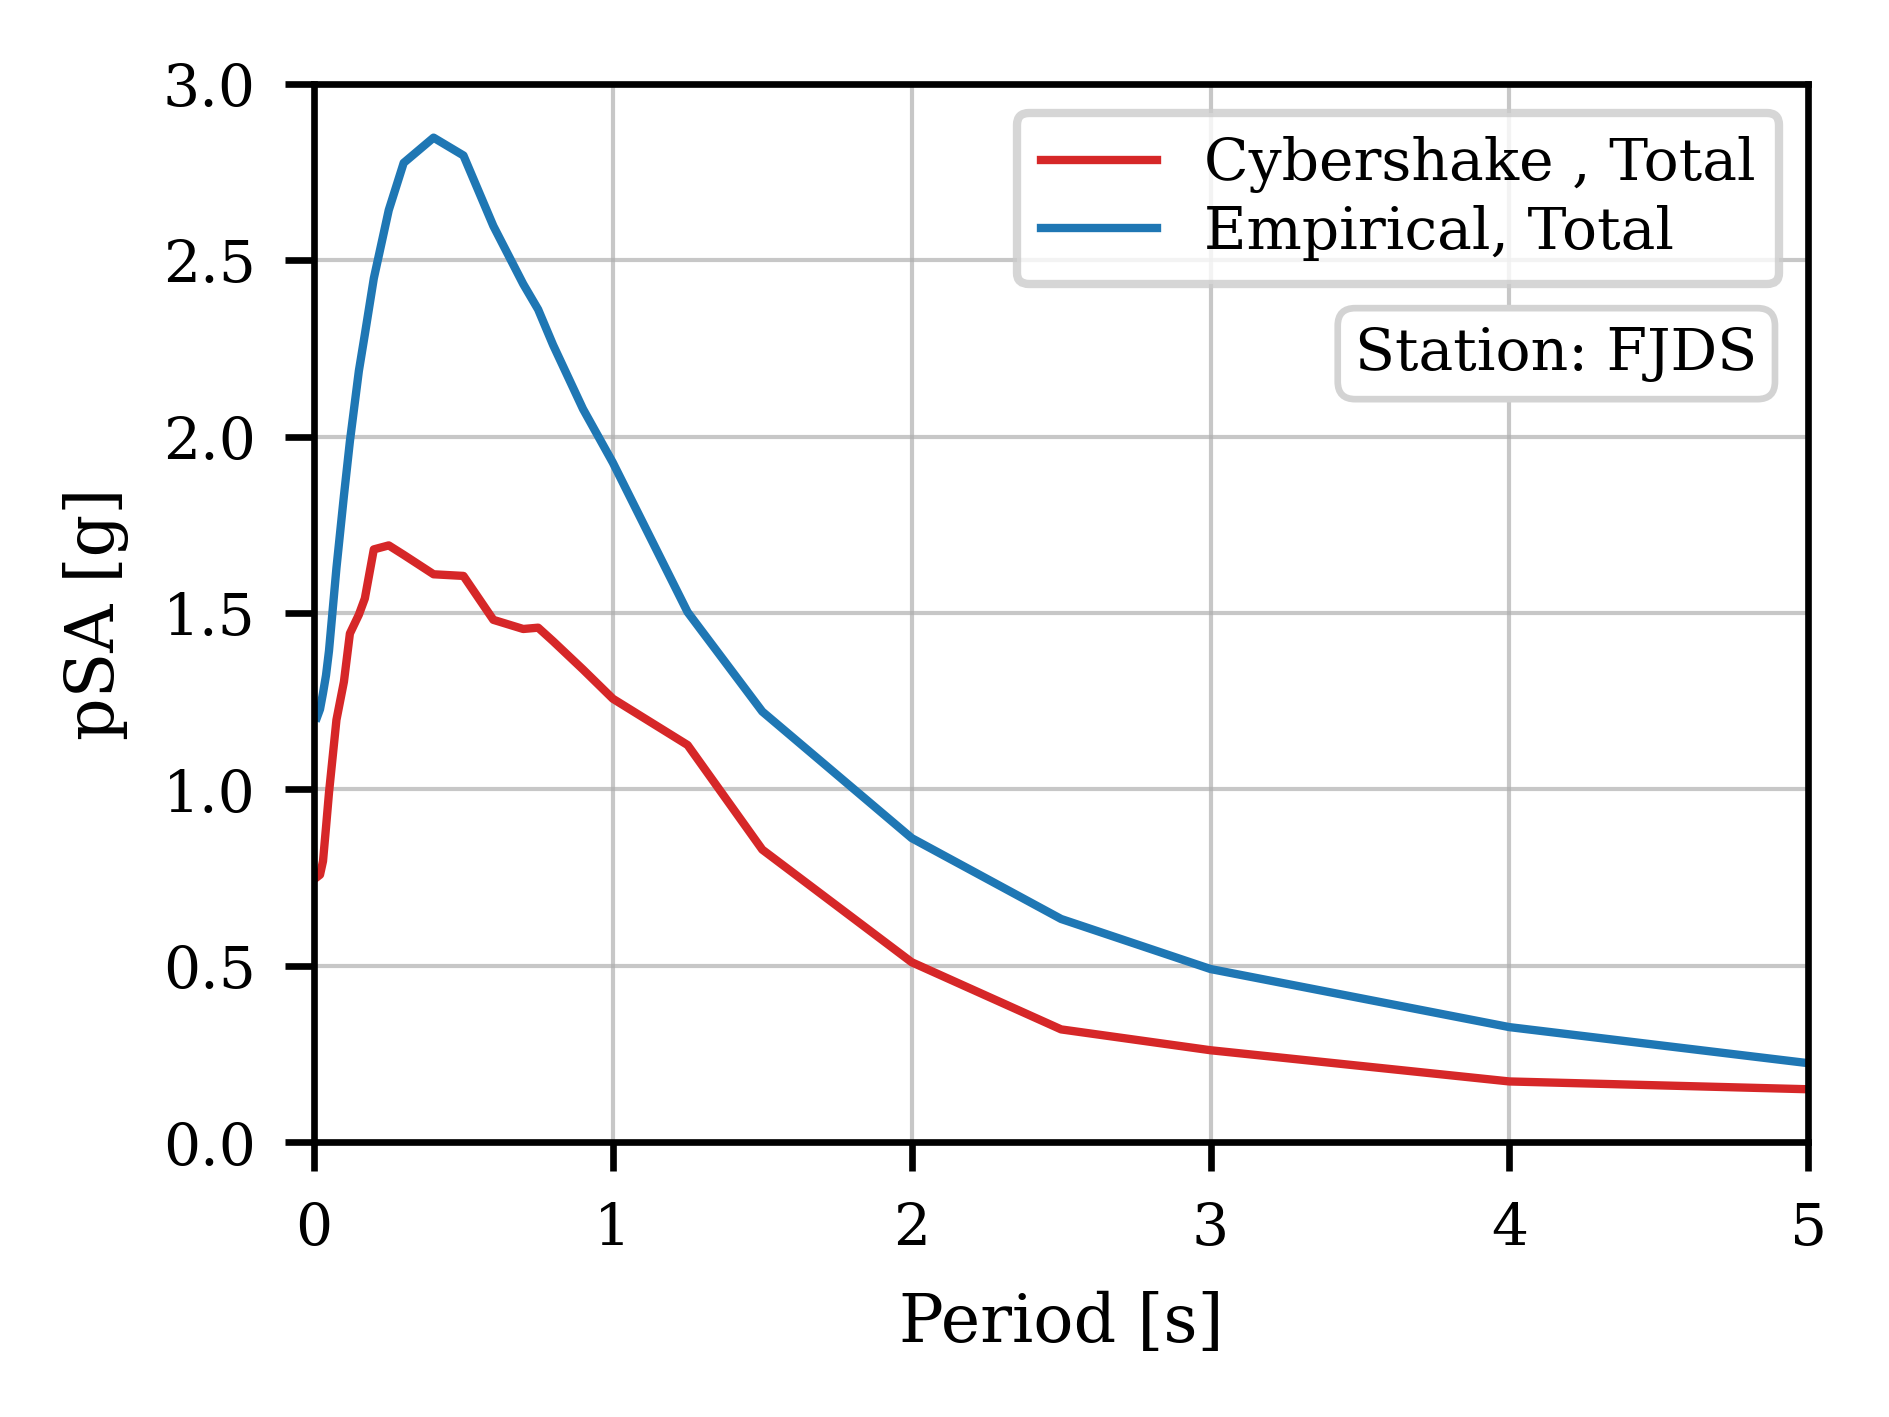 3.0
2.5
2.0
1.5
1.0
0.5
0.0
pSA [g]
Cybershake , Total
Empirical, Total
Station: FJDS
0 1 2 3 4 5
Period [s]